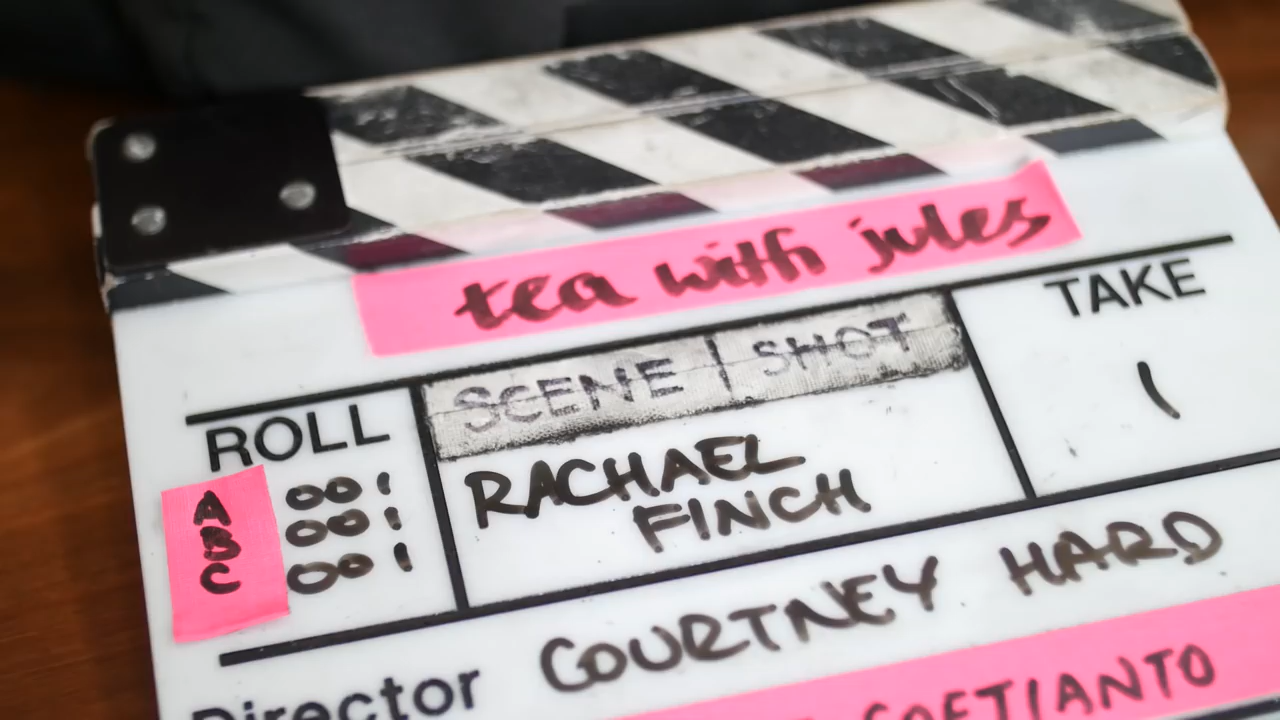 tea with jules
SCENE | SHOT
TAKE
1
ROLL
A 001
B 001
C 001
RACHAEL
FINCH
Director COURTNEY HARD